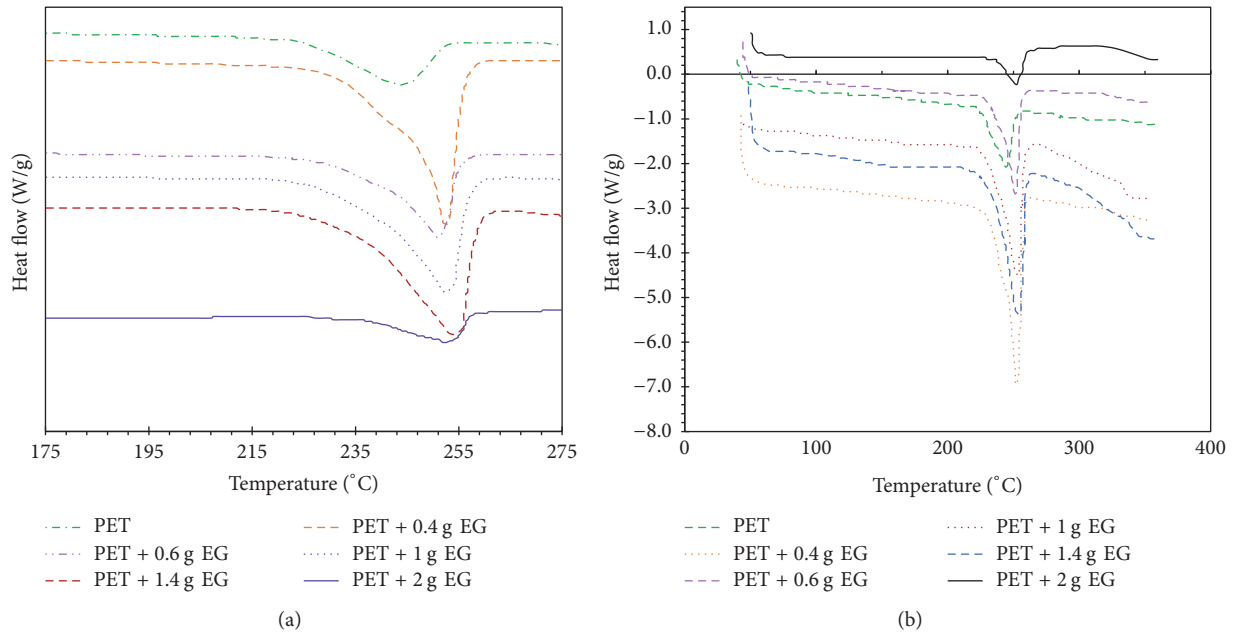 Heat flow (W/g)
175 195 215 235 255 275
Temperature (°C)
PET
PET + 0.4 g EG
PET + 0.6 g EG
PET + 1 g EG
PET + 1.4 g EG
PET + 2 g EG
(a)
Heat flow (W/g)
1.0
0.0
−1.0
−2.0
−3.0
−4.0
−5.0
−6.0
−7.0
−8.0
0 100 200 300 400
Temperature (°C)
PET
PET + 1 g EG
PET + 0.4 g EG
PET + 1.4 g EG
PET + 0.6 g EG
PET + 2 g EG
(b)